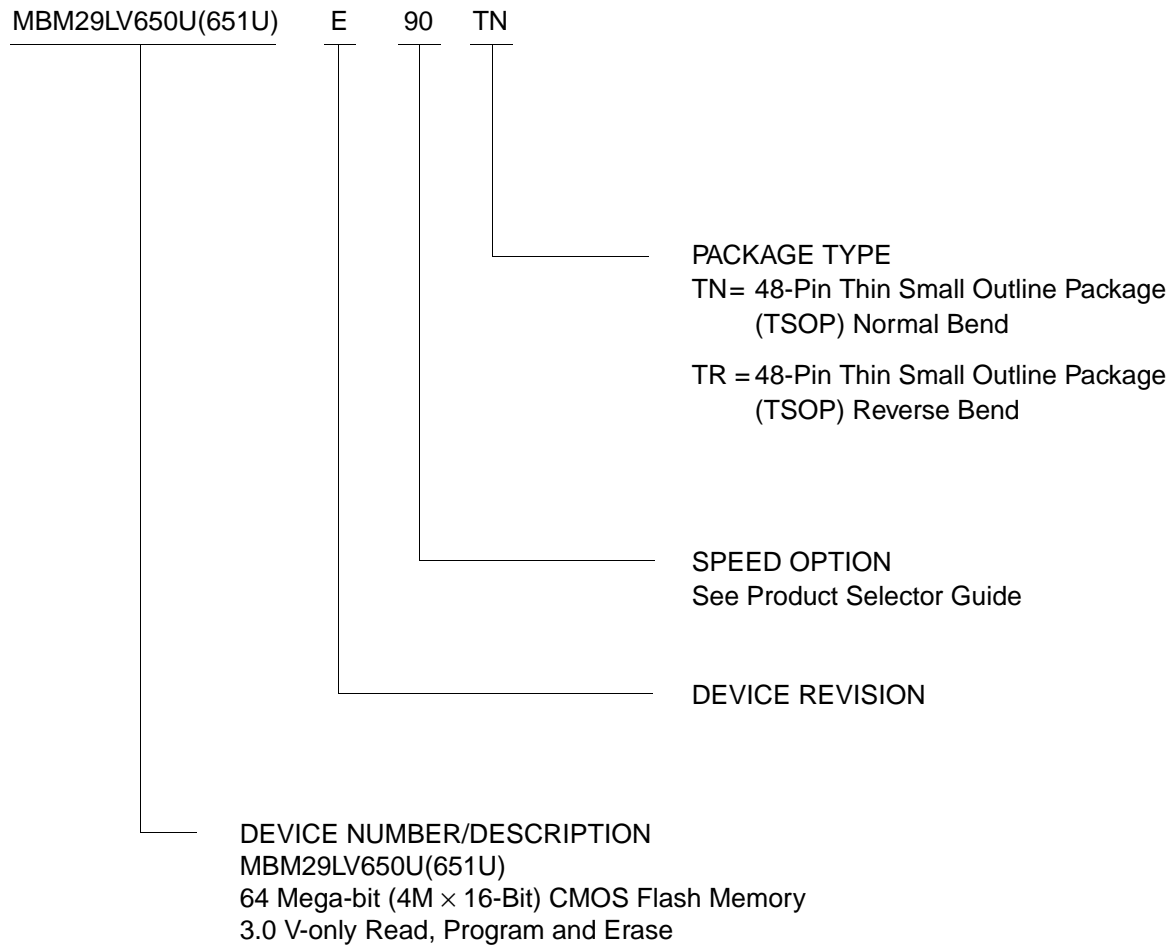 MBM29LV650U(651U) E 90 TN
PACKAGE TYPE
TN= 48-Pin Thin Small Outline Package
(TSOP) Normal Bend
TR = 48-Pin Thin Small Outline Package
(TSOP) Reverse Bend
SPEED OPTION
See Product Selector Guide
DEVICE REVISION
DEVICE NUMBER/DESCRIPTION
MBM29LV650U(651U)
64 Mega-bit (4M × 16-Bit) CMOS Flash Memory
3.0 V-only Read, Program and Erase